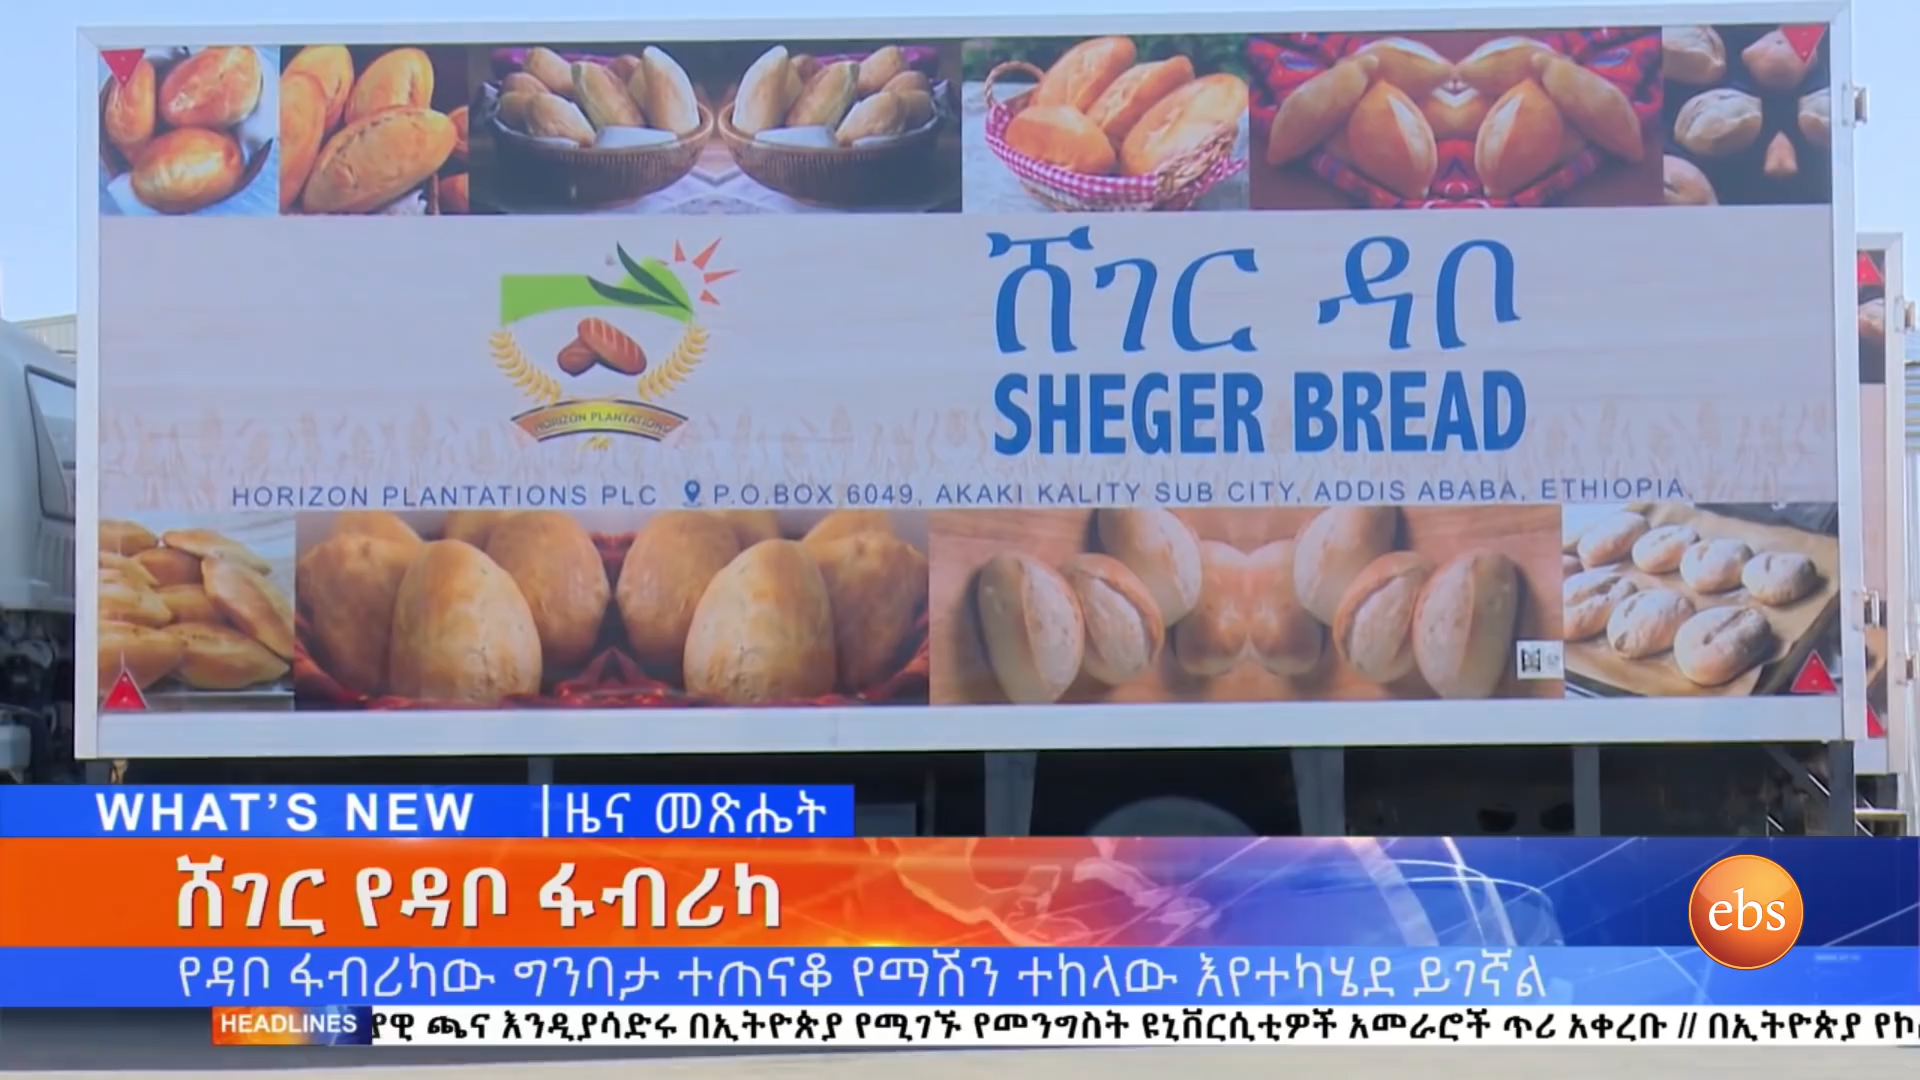 ሸገር ዳቦ
SHEGER BREAD
HORIZON PLANTATIONS
HORIZON PLANTATIONS PLC P.O.BOX 6049, AKAKI KALITY SUB CITY, ADDIS ABABA, ETHIOPIA.
WHAT'S NEW | ዜና መጽሔት
ሸገር የዳቦ ፋብሪካ
ebs
የዳቦ ፋብሪካው ግንባታ ተጠናቆ የማሽን ተከላው እየተካሄደ ይገኛል
HEADLINES ጫና እንዲያሳድሩ በኢትዮጵያ የሚገኙ የመንግስት ዩኒቨርሲቲዎች አመራሮች ጥሪ አቀረቡ // በኢትዮጵያ